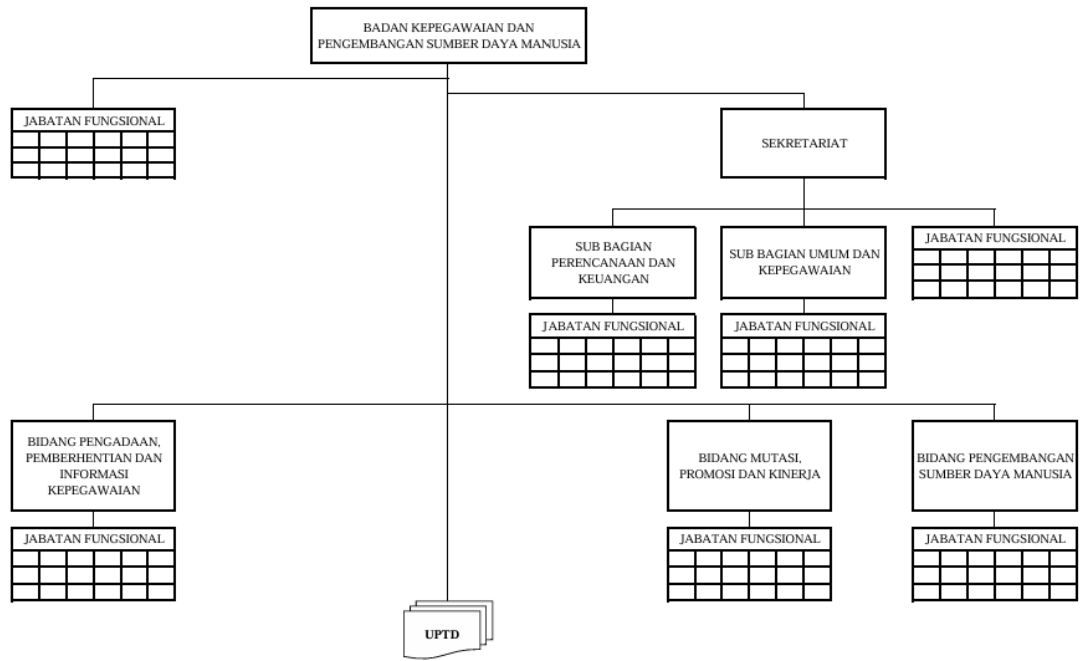 BADAN KEPEGAWAIAN DAN
PENGEMBANGAN SUMBER DAYA MANUSIA
JABATAN FUNGSIONAL
SEKRETARIAT
SUB BAGIAN
PERENCANAAN DAN
KEUANGAN
SUB BAGIAN UMUM DAN
KEPEGAWAIAN
JABATAN FUNGSIONAL
JABATAN FUNGSIONAL
JABATAN FUNGSIONAL
BIDANG PENGADAAN,
PEMBERHENTIAN DAN
INFORMASI
KEPEGAWAIAN
BIDANG MUTASI,
PROMOSI DAN KINERJA
BIDANG PENGEMBANGAN
SUMBER DAYA MANUSIA
JABATAN FUNGSIONAL
JABATAN FUNGSIONAL
JABATAN FUNGSIONAL
UPTD